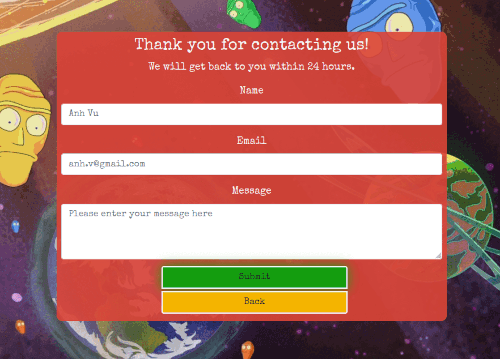 Thank you for contacting us!
We will get back to you within 24 hours.
Name
Anh Vu
Email
anh.v@gmail.com
Message
Please enter your message here
Submit
Back